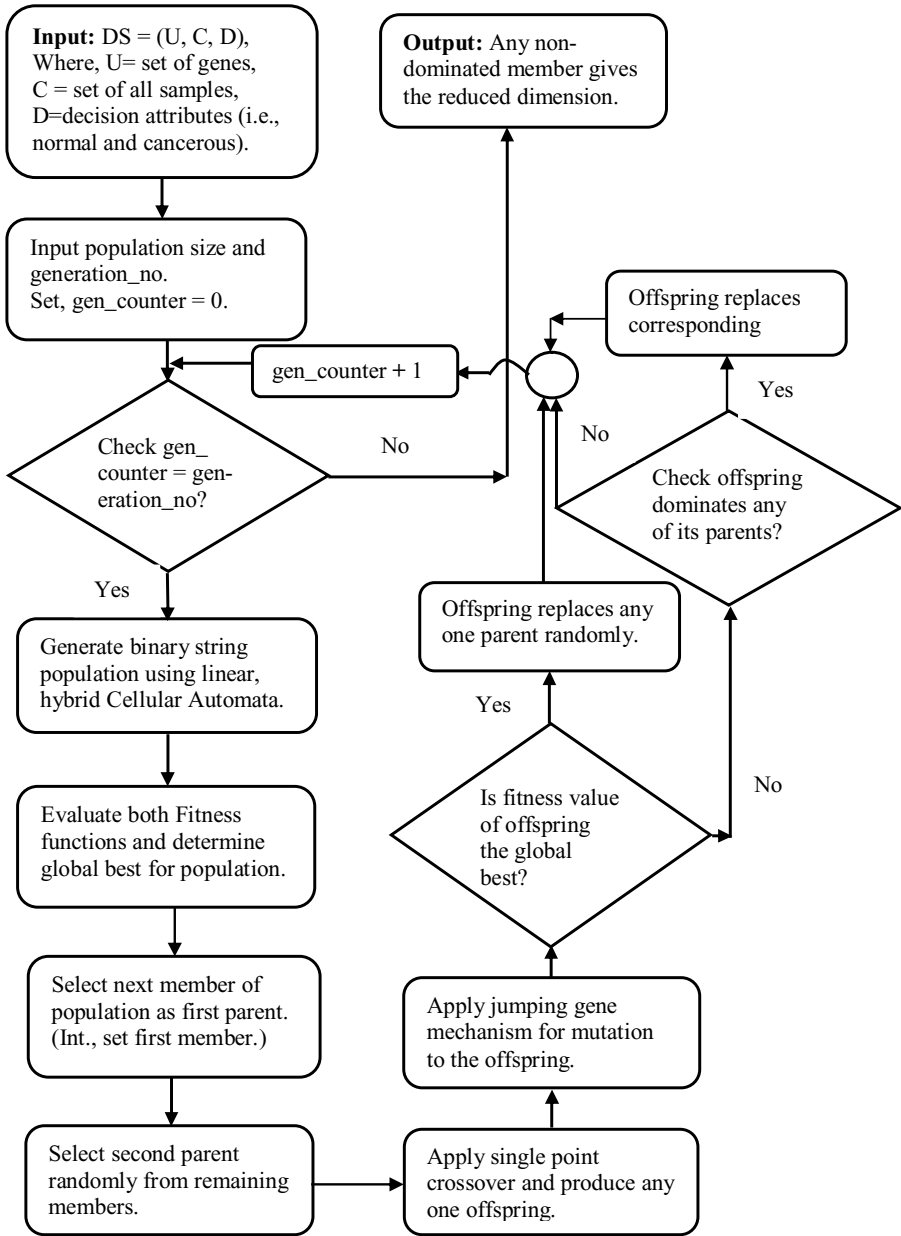 Input: DS = (U, C, D),
Where, U= set of genes,
C = set of all samples,
D=decision attributes (i.e.,
normal and cancerous).
Output: Any non-
dominated member gives
the reduced dimension.
Input population size and
generation_no.
Set, gen_counter = 0.
Offspring replaces
corresponding
gen_counter + 1
Yes
No
No
Check gen_
counter = gen-
eration_no?
Check offspring
dominates any
of its parents?
Yes
Offspring replaces any
one parent randomly.
Generate binary string
population using linear,
hybrid Cellular Automata.
Yes
No
Is fitness value
of offspring
the global
best?
Evaluate both Fitness
functions and determine
global best for population.
Select next member of
population as first parent.
(Int., set first member.)
Apply jumping gene
mechanism for mutation
to the offspring.
Select second parent
randomly from remaining
members.
Apply single point
crossover and produce any
one offspring.